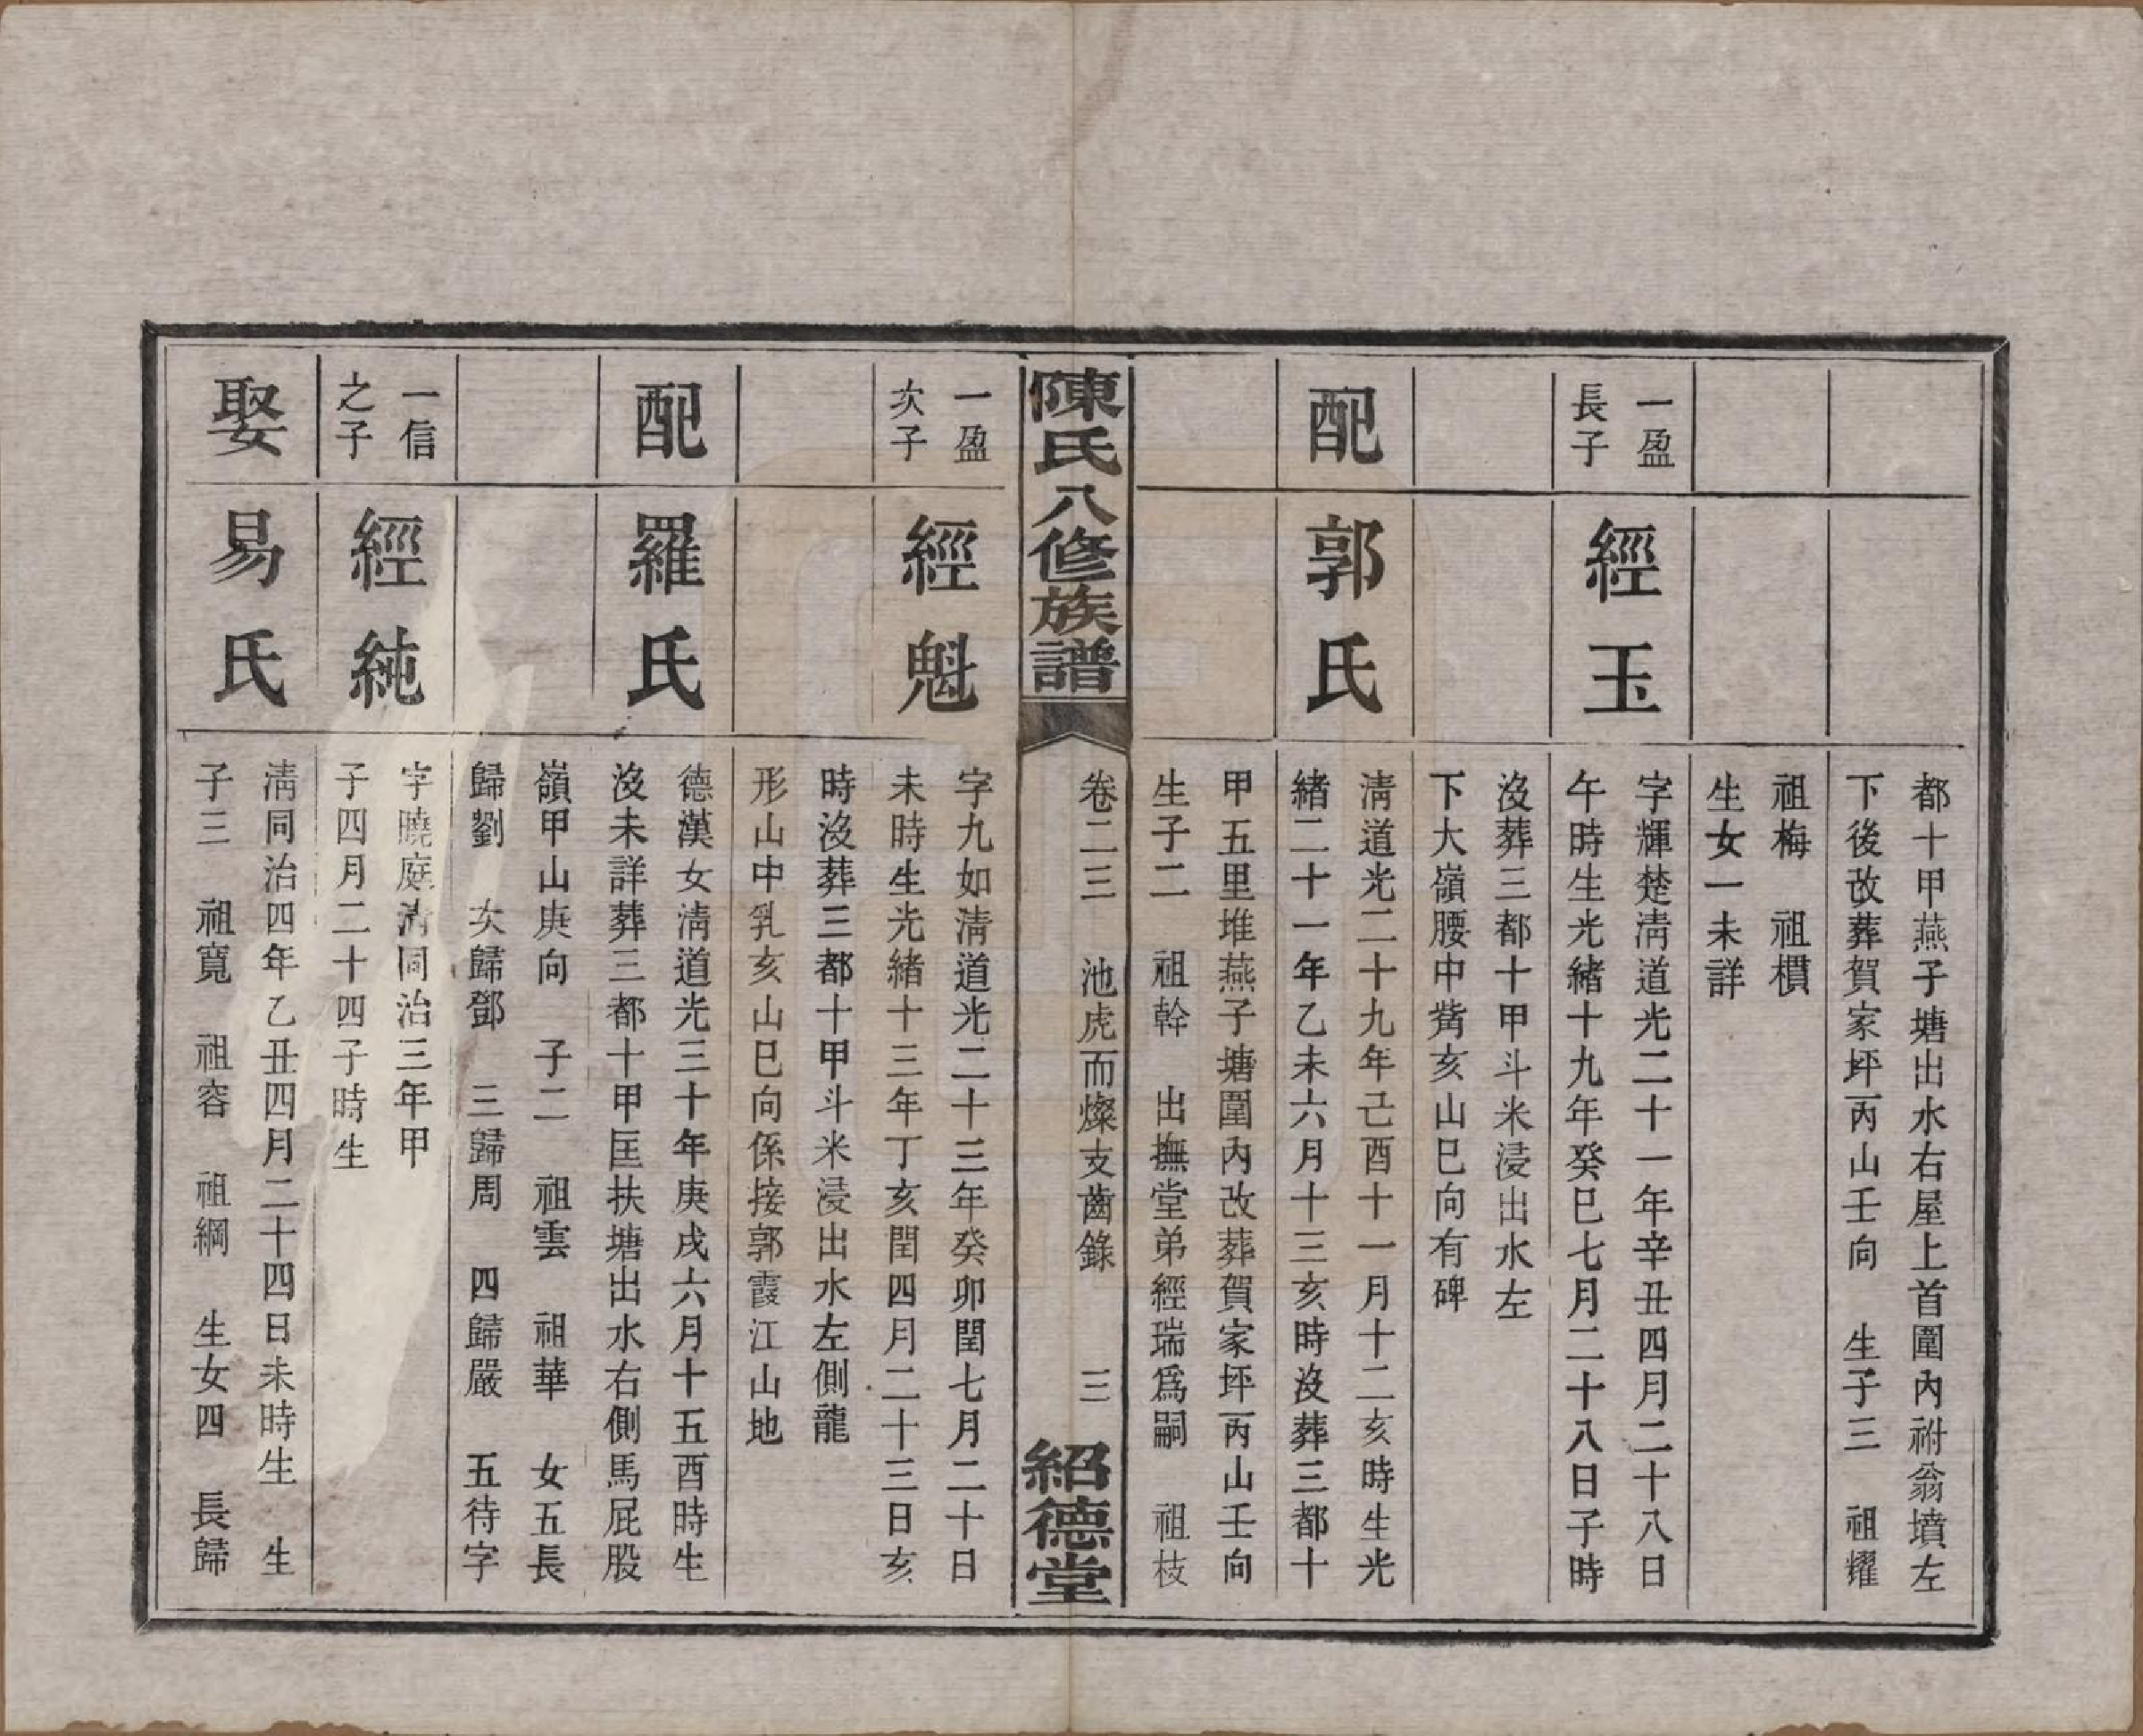 都十甲燕子塘出水右屋上首圍內祔翁墳左
下後改葬賀家坪丙山壬向　生子三　祖耀
祖梅　祖櫎
生女一未詳
一盈
長子
經玉
字輝楚淸道光二十一年辛丑四月二十八日
午時生光緒十九年癸巳七月二十八日子時
沒葬三都十甲斗米浸出水左
下大嶺腰中觜亥山巳向有碑
配
郭氏
淸道光二十九年己酉十一月十二亥時生光
緒二十一年乙未六月十三亥時沒葬三都十
甲五里堆燕子塘圍內改葬賀家坪丙山壬向
生子二　祖幹　出撫堂弟經瑞爲嗣　祖枝
陳氏八修族譜
卷二三　池虎而燦支齒錄　三
紹德堂
一盈
次子
經魁
字九如淸道光二十三年癸卯閏七月二十日
未時生光緒十三年丁亥閏四月二十三日亥
時沒葬三都十甲斗米浸出水左側龍
形山中乳亥山巳向係接郭霞江山地
配
羅氏
德漢女淸道光三十年庚戌六月十五酉時生
沒未詳葬三都十甲匡扶塘出水右側馬屁股
嶺甲山庚向　子二　祖雲　祖華　女五長
歸劉　次歸鄧　三歸周　四歸嚴　五待字
一信
之子
經純
字曉庭淸同治三年甲
子四月二十四子時生
娶
易氏
淸同治四年乙丑四月二十四日未時生　生
子三　祖寬　祖容　祖綱　生女四　長歸